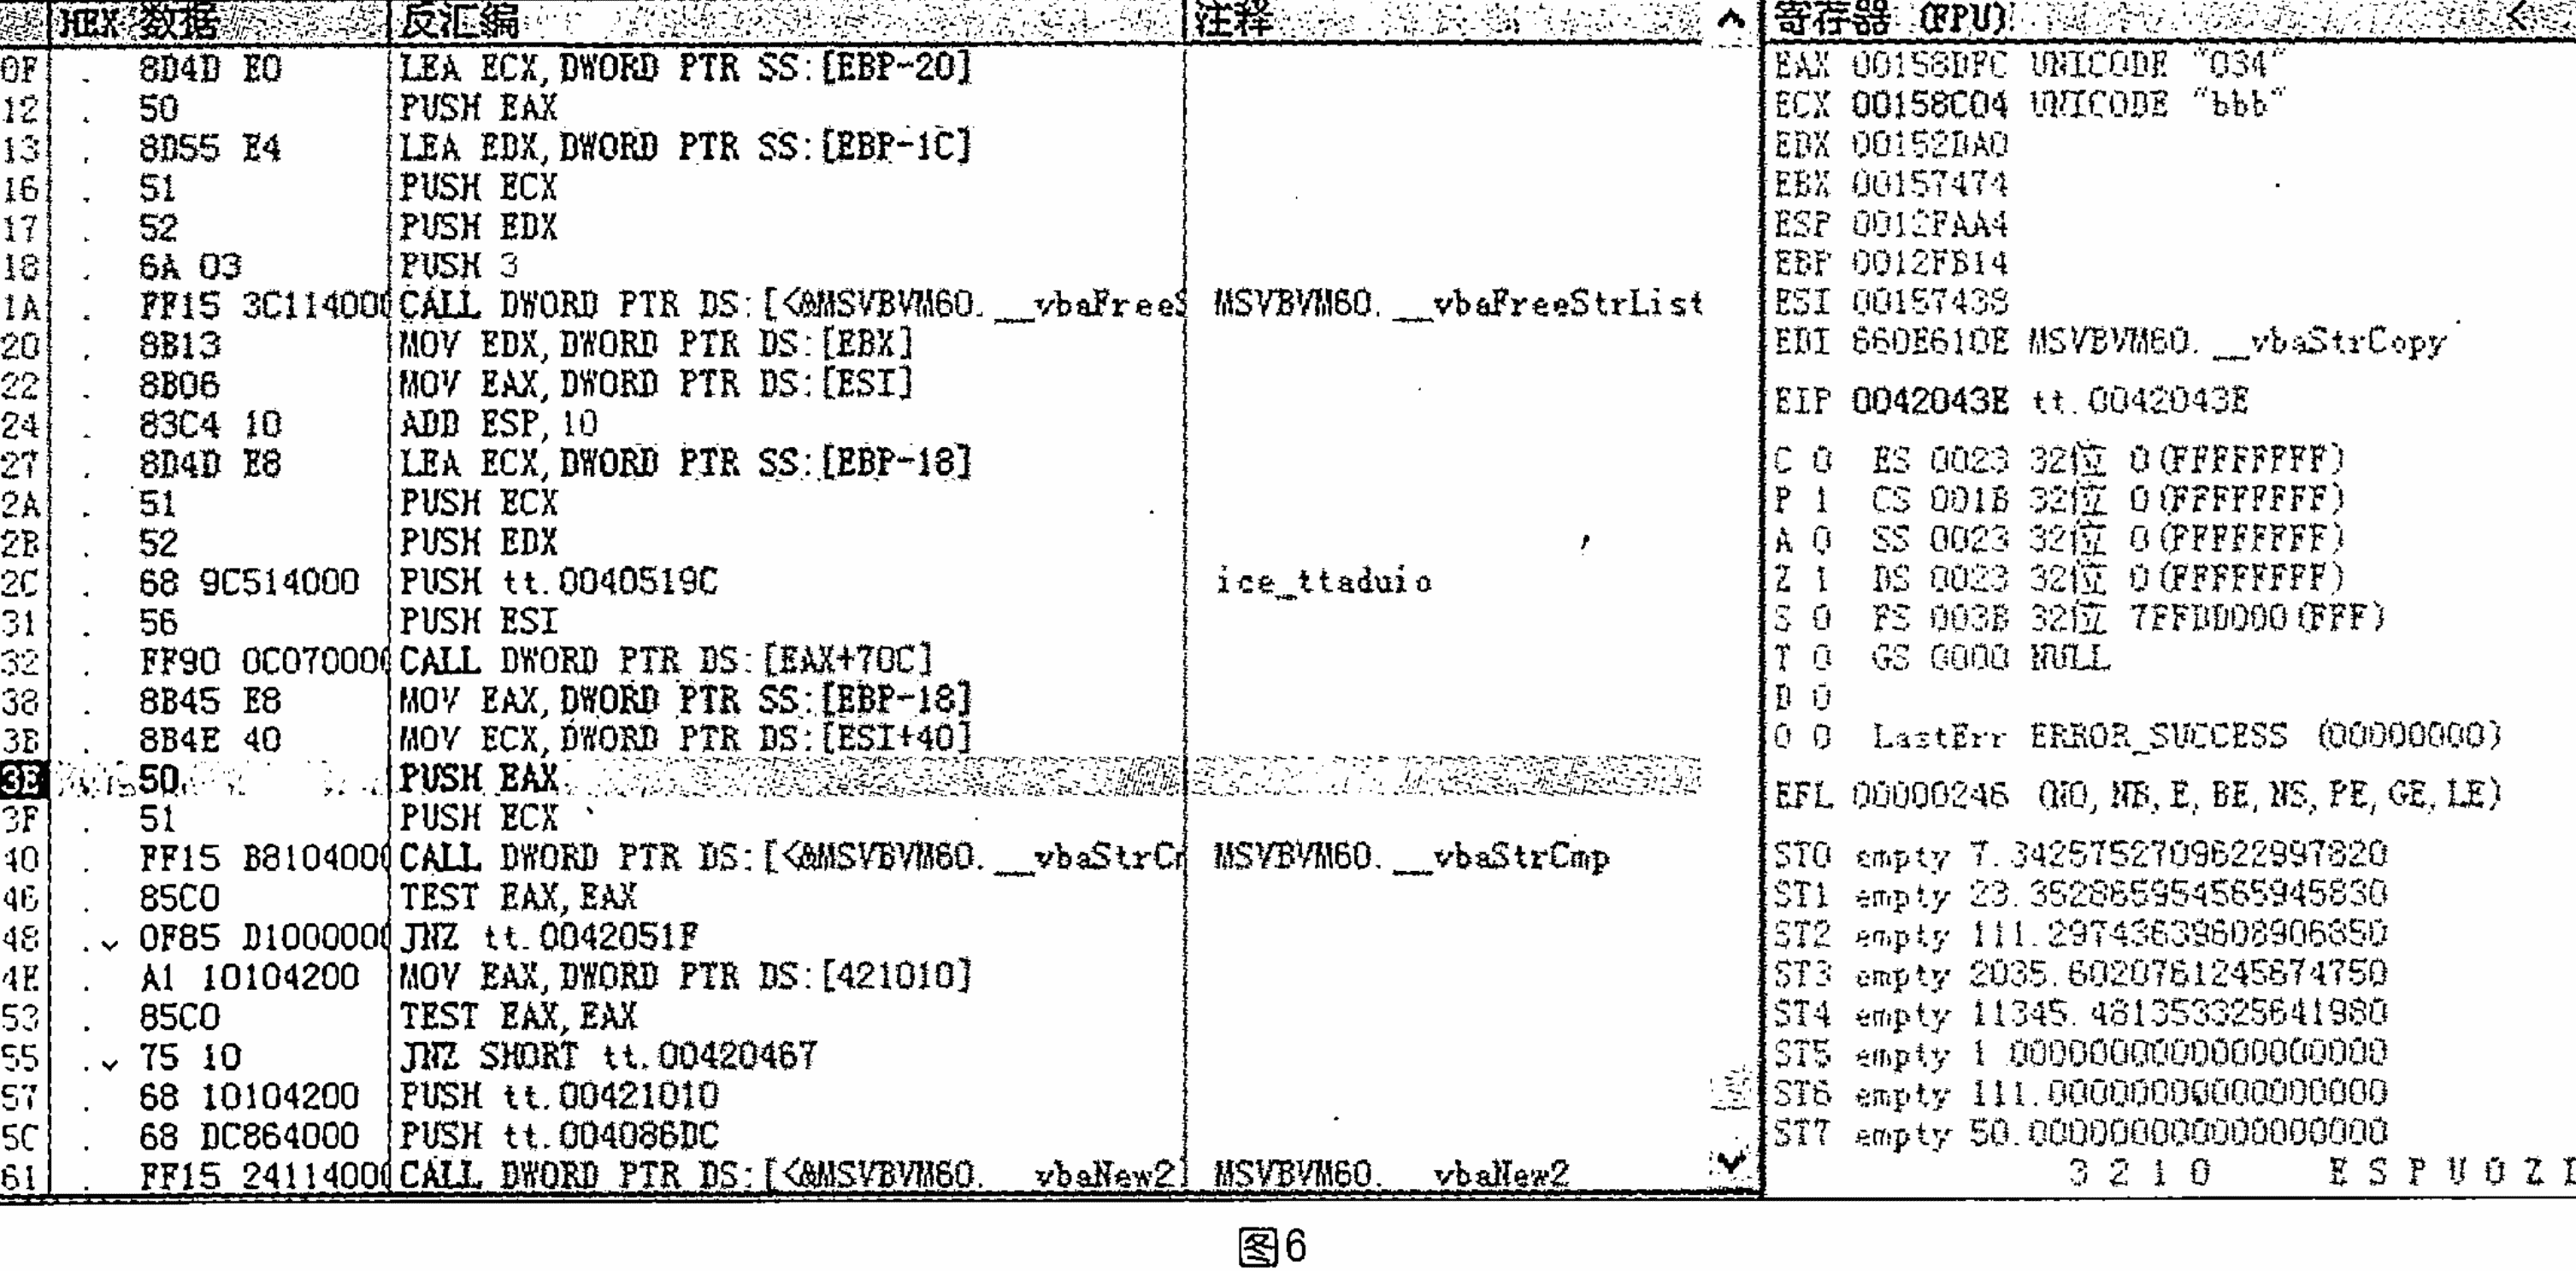 HEX 数据 反汇编 注释 寄存器 (FPU) <
0F . 8D4D E0 LEA ECX,DWORD PTR SS:[EBP-20]
12 . 50 PUSH EAX
13 . 8D55 E4 LEA EDX,DWORD PTR SS:[EBP-1C]
16 . 51 PUSH ECX
17 . 52 PUSH EDX
18 . 6A 03 PUSH 3
1A . FF15 3C114000 CALL DWORD PTR DS:[<&MSVBVM60.__vbaFreeS MSVBVM60.__vbaFreeStrList
20 . 8B13 MOV EDX,DWORD PTR DS:[EBX]
22 . 8B06 MOV EAX,DWORD PTR DS:[ESI]
24 . 83C4 10 ADD ESP,10
27 . 8D4D E8 LEA ECX,DWORD PTR SS:[EBP-18]
2A . 51 PUSH ECX
2B . 52 PUSH EDX
2C . 68 9C514000 PUSH tt.0040519C ice_ttaduio
31 . 56 PUSH ESI
32 . FF90 0C070000 CALL DWORD PTR DS:[EAX+70C]
38 . 8B45 E8 MOV EAX,DWORD PTR SS:[EBP-18]
3B . 8B4E 40 MOV ECX,DWORD PTR DS:[ESI+40]
3E 50 PUSH EAX
3F . 51 PUSH ECX
40 . FF15 B8104000 CALL DWORD PTR DS:[<&MSVBVM60.__vbaStrCm MSVBVM60.__vbaStrCmp
46 . 85C0 TEST EAX,EAX
48 . 0F85 D1000000 JNZ tt.0042051F
4E . A1 10104200 MOV EAX,DWORD PTR DS:[421010]
53 . 85C0 TEST EAX,EAX
55 . 75 10 JNZ SHORT tt.00420467
57 . 68 10104200 PUSH tt.00421010
5C . 68 DC864000 PUSH tt.004086DC
61 . FF15 24114000 CALL DWORD PTR DS:[<&MSVBVM60.__vbaNew2] MSVBVM60.__vbaNew2
EAX 00158DFC UNICODE "034"
ECX 00158C04 UNICODE "bbb"
EDX 00152DA0
EBX 00157474
ESP 0012FAA4
EBP 0012FB14
ESI 00157438
EDI 660E610E MSVBVM60.__vbaStrCopy
EIP 0042043E tt.0042043E
C 0 ES 0023 32位 0(FFFFFFFF)
P 1 CS 001B 32位 0(FFFFFFFF)
A 0 SS 0023 32位 0(FFFFFFFF)
Z 1 DS 0023 32位 0(FFFFFFFF)
S 0 FS 003B 32位 7FFDD000(FFF)
T 0 GS 0000 NULL
D 0
O 0 LastErr ERROR_SUCCESS (00000000)
EFL 00000246 (NO,NB,E,BE,NS,PE,GE,LE)
ST0 empty 7.3425752709622997820
ST1 empty 23.352865954565945830
ST2 empty 111.29743639608906350
ST3 empty 2035.6020761245674750
ST4 empty 11345.481353325641980
ST5 empty 1.0000000000000000000
ST6 empty 111.00000000000000000
ST7 empty 50.000000000000000000
3 2 1 0 E S P U O Z D
图6